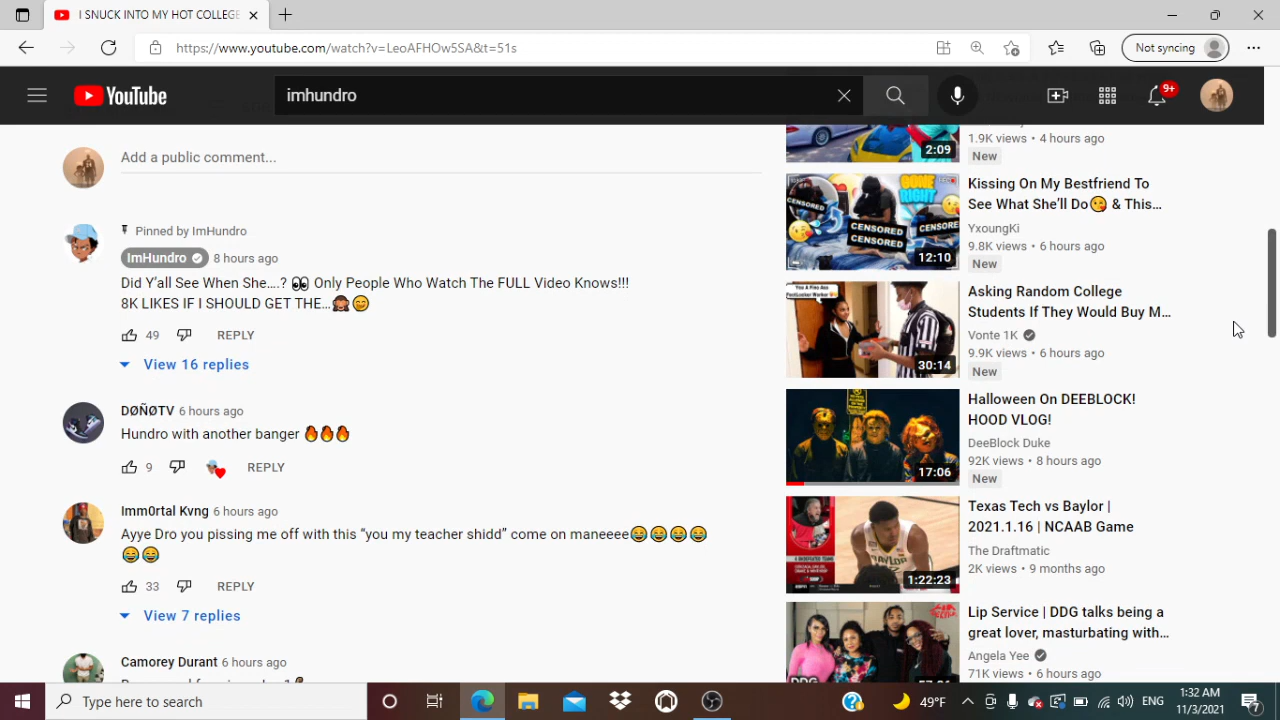 I SNUCK INTO MY HOT COLLEGE
https://www.youtube.com/watch?v=LeoAFHOw5SA&t=51s
Not syncing
YouTube
imhundro
9+
Add a public comment...
Pinned by ImHundro
ImHundro 8 hours ago
Did Y'all See When She....? 👀 Only People Who Watch The FULL Video Knows!!!
LIKES IF I SHOULD GET THE...🙈😅
49 REPLY
View 16 replies
DØÑØTV 6 hours ago
Hundro with another banger 🔥🔥🔥
9 REPLY
Imm0rtal Kvng 6 hours ago
Ayye Dro you pissing me off with this “you my teacher shidd” come on maneeee😂😂😂😂
😂😂
33 REPLY
View 7 replies
Camorey Durant 6 hours ago
2:09
1.9K views • 4 hours ago
New
CENSORED
CENSORED
CENSORED
CENSORED
GONE
RIGHT
12:10
Kissing On My Bestfriend To
See What She’ll Do😘 & This…
YxoungKi
9.8K views • 6 hours ago
New
You A Fine Ass
FootLocker Worker
30:14
Asking Random College
Students If They Would Buy M…
Vonte 1K
9.9K views • 6 hours ago
New
17:06
Halloween On DEEBLOCK!
HOOD VLOG!
DeeBlock Duke
92K views • 8 hours ago
New
1:22:23
Texas Tech vs Baylor |
2021.1.16 | NCAAB Game
The Draftmatic
2K views • 9 months ago
DDG
Lip Service | DDG talks being a
great lover, masturbating with…
Angela Yee
71K views • 6 hours ago
Type here to search
49°F
ENG
1:32 AM
11/3/2021
7